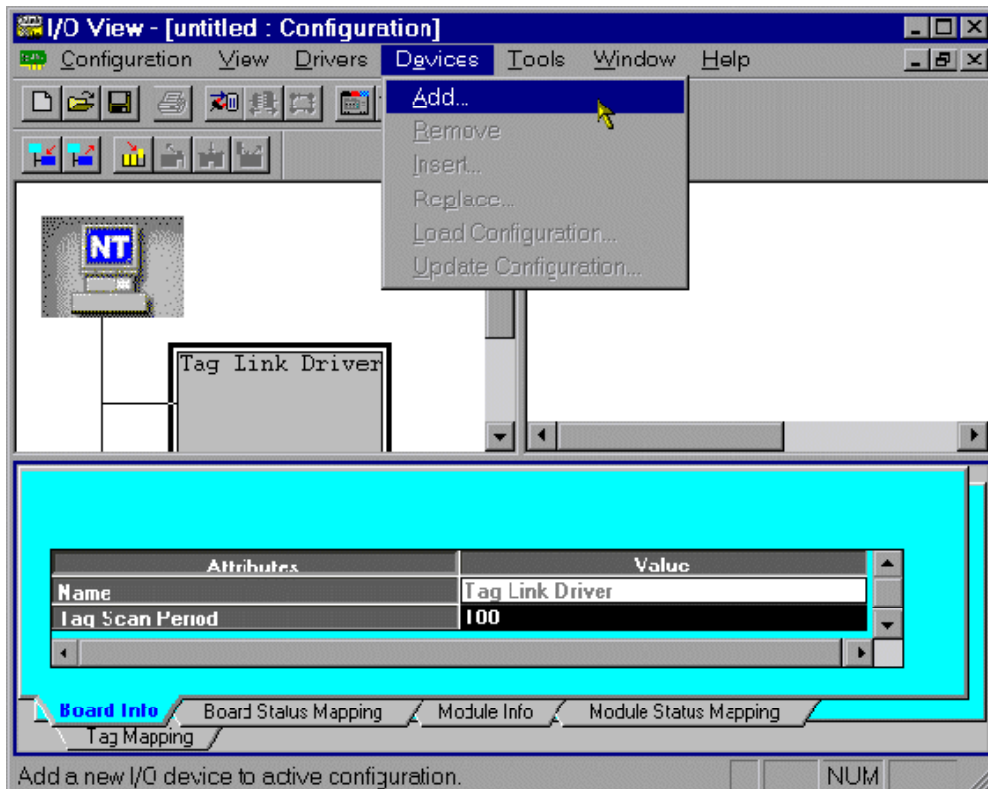 I/O View - [untitled : Configuration]
Configuration View Drivers Devices Tools Window Help
Add...
Remove
Insert...
Replace...
Load Configuration...
Update Configuration...
NT
Tag Link Driver
Attributes Value
Name Tag Link Driver
Tag Scan Period 100
Board Info Board Status Mapping Module Info Module Status Mapping
Tag Mapping
Add a new I/O device to active configuration. NUM